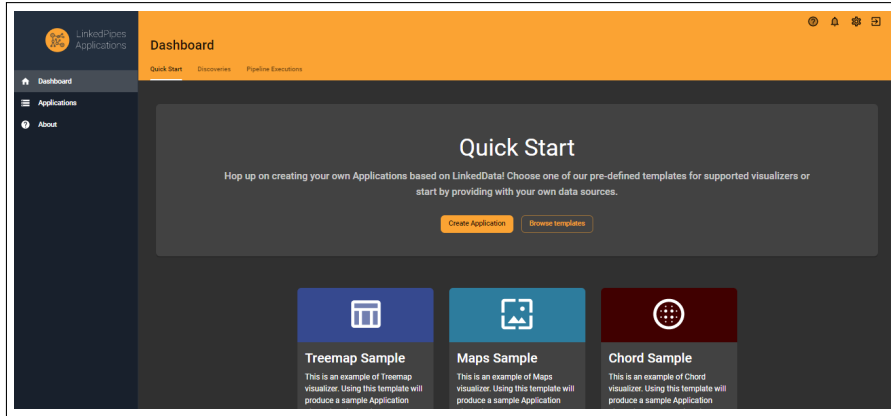 LinkedPipes
Applications
Dashboard
Quick Start Discoveries Pipeline Executions
Dashboard
Applications
About
Quick Start
Hop up on creating your own Applications based on LinkedData! Choose one of our pre-defined templates for supported visualizers or
start by providing with your own data sources.
Create Application Browse templates
Treemap Sample
This is an example of Treemap
visualizer. Using this template will
produce a sample Application
Maps Sample
This is an example of Maps
visualizer. Using this template will
produce a sample Application
Chord Sample
This is an example of Chord
visualizer. Using this template will
produce a sample Application